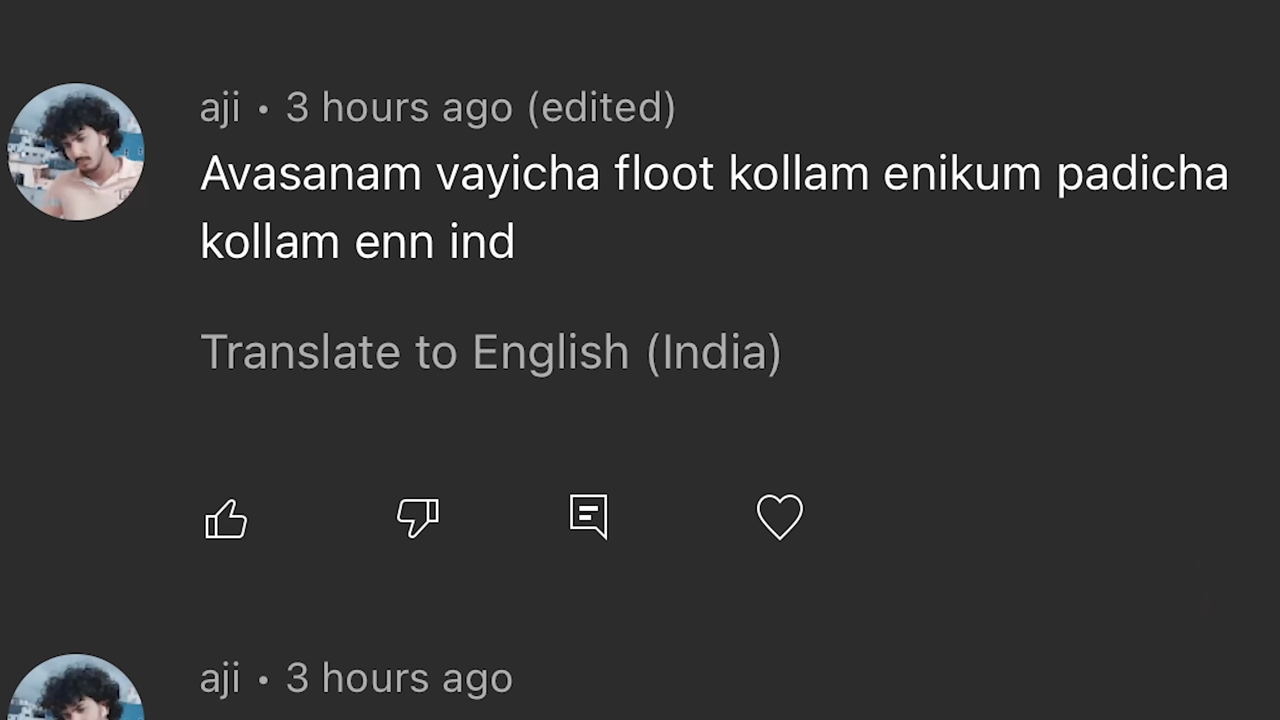 aji • 3 hours ago (edited)
Avasanam vayicha floot kollam enikum padicha
kollam enn ind
Translate to English (India)
aji • 3 hours ago